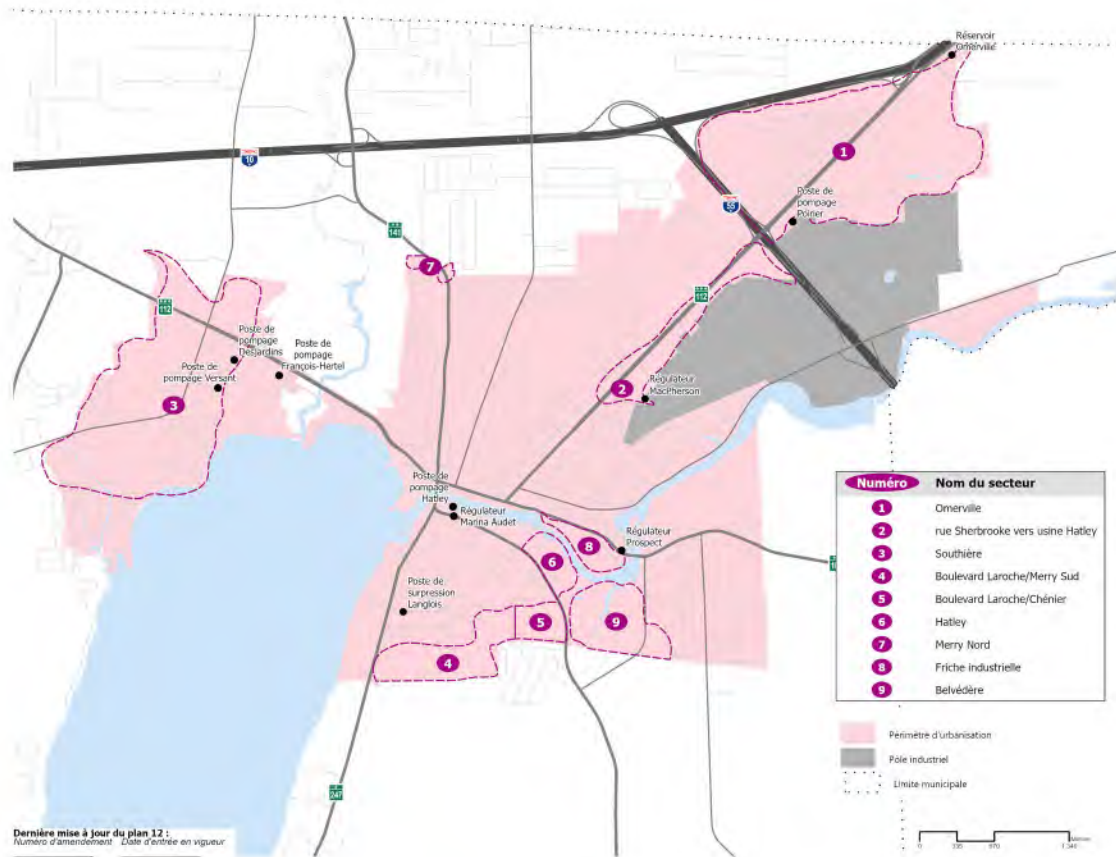 Réservoir
Omerville
1
10
Poste de
pompage
Poirier
55
141
7
112
112
Poste de
pompage
Desjardins
Poste de
pompage
François-Hertel
Poste de
pompage Versant
3
2
Régulateur
MacPherson
Poste de
pompage
Hatley
Régulateur
Marina Audet
Régulateur
Prospect
8
6
Poste de
surpression
Langlois
5
9
4
247
Numéro Nom du secteur
1 Omerville
2 rue Sherbrooke vers usine Hatley
3 Southière
4 Boulevard Laroche/Merry Sud
5 Boulevard Laroche/Chénier
6 Hatley
7 Merry Nord
8 Friche industrielle
9 Belvédère
Périmètre d'urbanisation
Pôle industriel
Limite municipale
Dernière mise à jour du plan 12 :
Numéro d'amendement Date d'entrée en vigueur
0 335 670 1 340